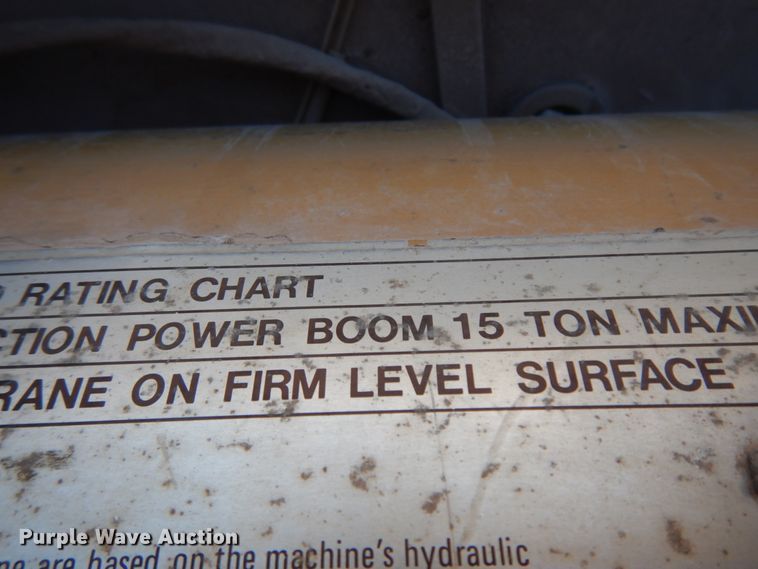 RATING CHART
CTION POWER BOOM 15 TON MAXI
RANE ON FIRM LEVEL SURFACE
Purple Wave Auction
ne are based on the machine's hydraulic